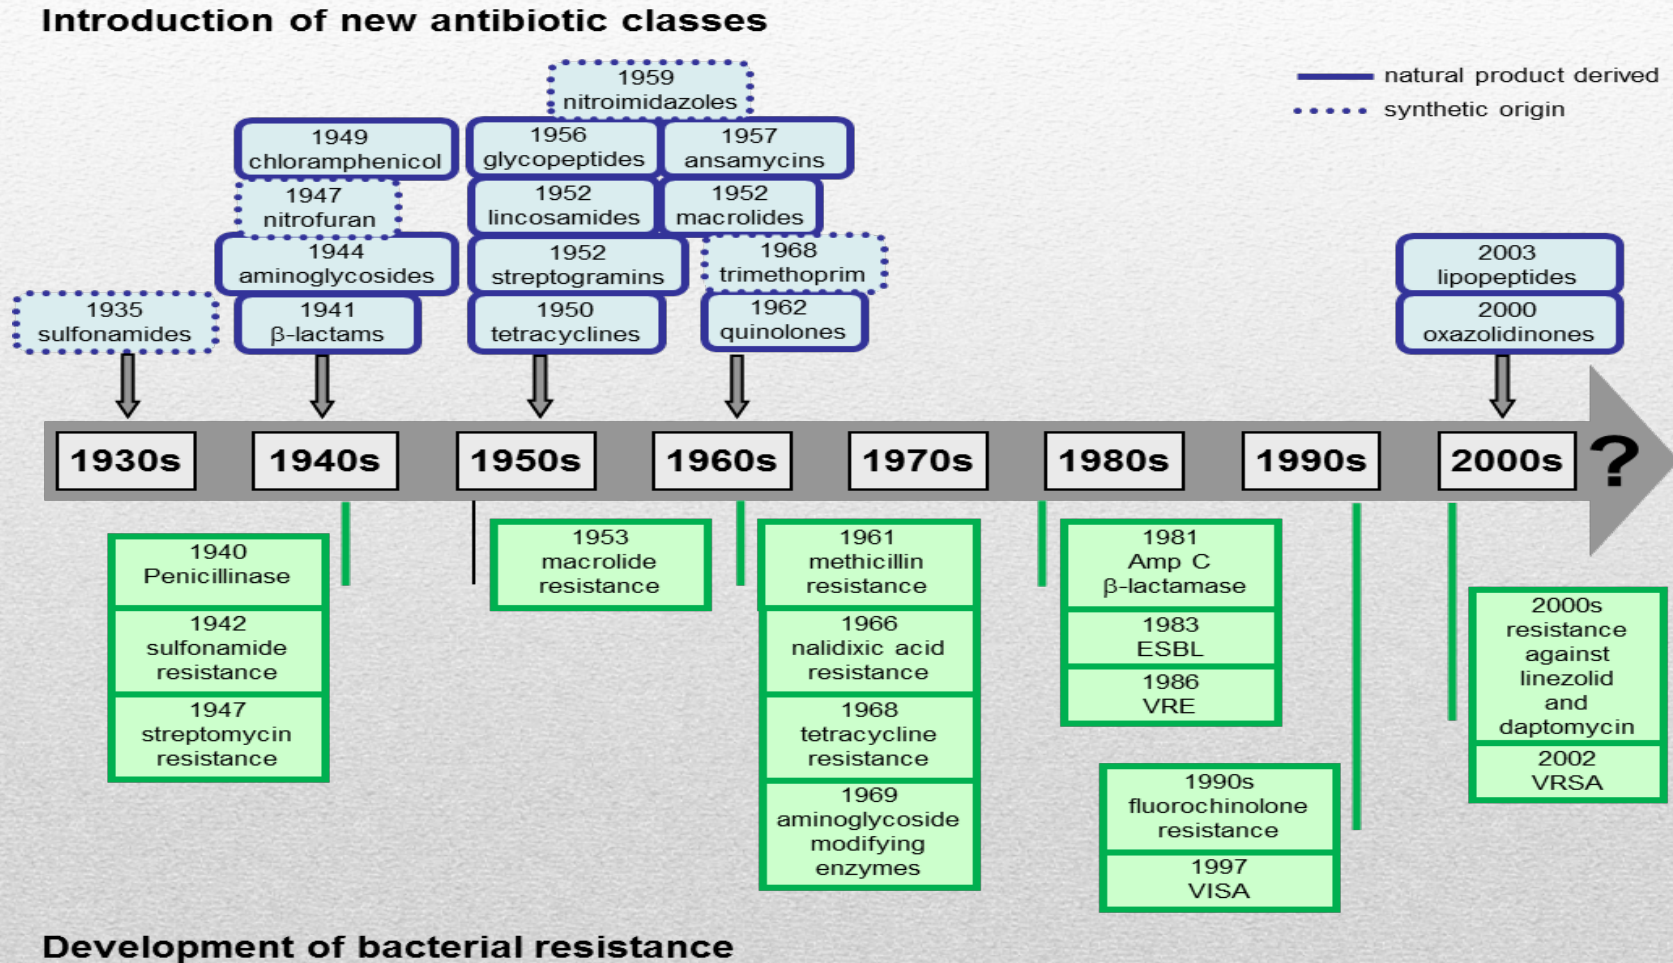 Introduction of new antibiotic classes
natural product derived
synthetic origin
1959
nitroimidazoles
1949
chloramphenicol
1956
glycopeptides
1957
ansamycins
1947
nitrofuran
1952
lincosamides
1952
macrolides
1944
aminoglycosides
1952
streptogramins
1968
trimethoprim
2003
lipopeptides
1935
sulfonamides
1941
β-lactams
1950
tetracyclines
1962
quinolones
2000
oxazolidinones
1930s
1940s
1950s
1960s
1970s
1980s
1990s
2000s
?
1940
Penicillinase
1942
sulfonamide
resistance
1947
streptomycin
resistance
1953
macrolide
resistance
1961
methicillin
resistance
1966
nalidixic acid
resistance
1968
tetracycline
resistance
1969
aminoglycoside
modifying
enzymes
1981
Amp C
β-lactamase
1983
ESBL
1986
VRE
1990s
fluorochinolone
resistance
1997
VISA
2000s
resistance
against
linezolid
and
daptomycin
2002
VRSA
Development of bacterial resistance